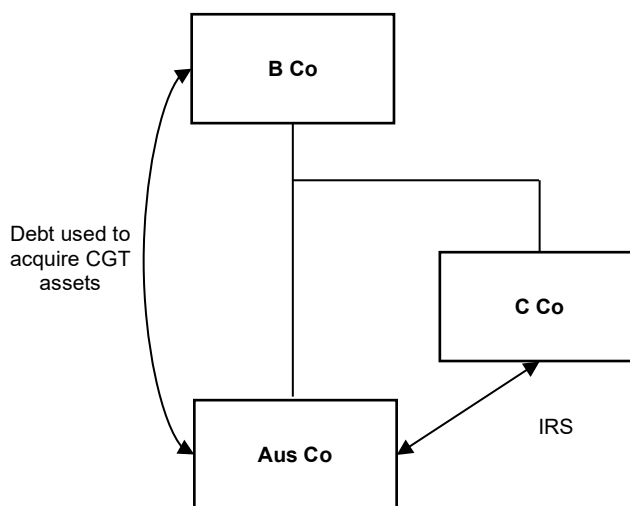 B Co
Debt used to
acquire CGT
assets
C Co
IRS
Aus Co